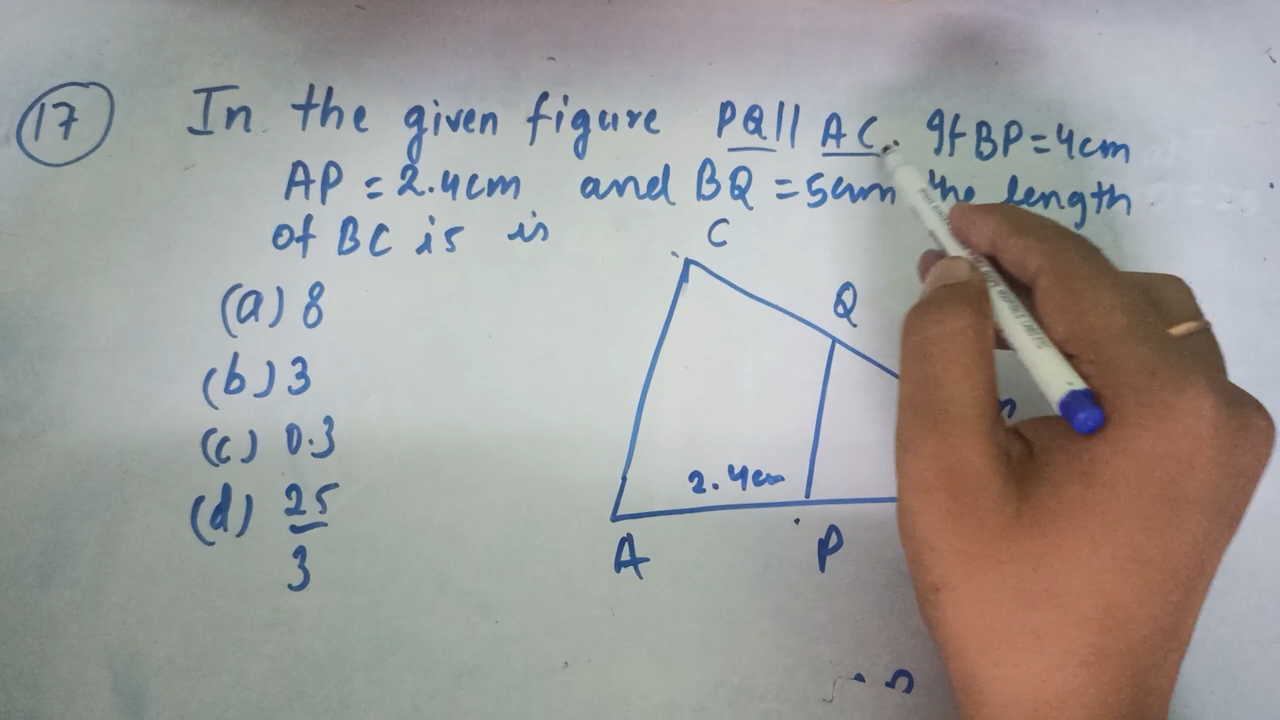 17 In the given figure PQ || AC. If BP = 4cm
AP = 2.4cm and BQ = 5cm the length
of BC is is
(a) 8
(b) 3
(c) 0.3
(d) 25
3
C
Q
2.4cm
A
P